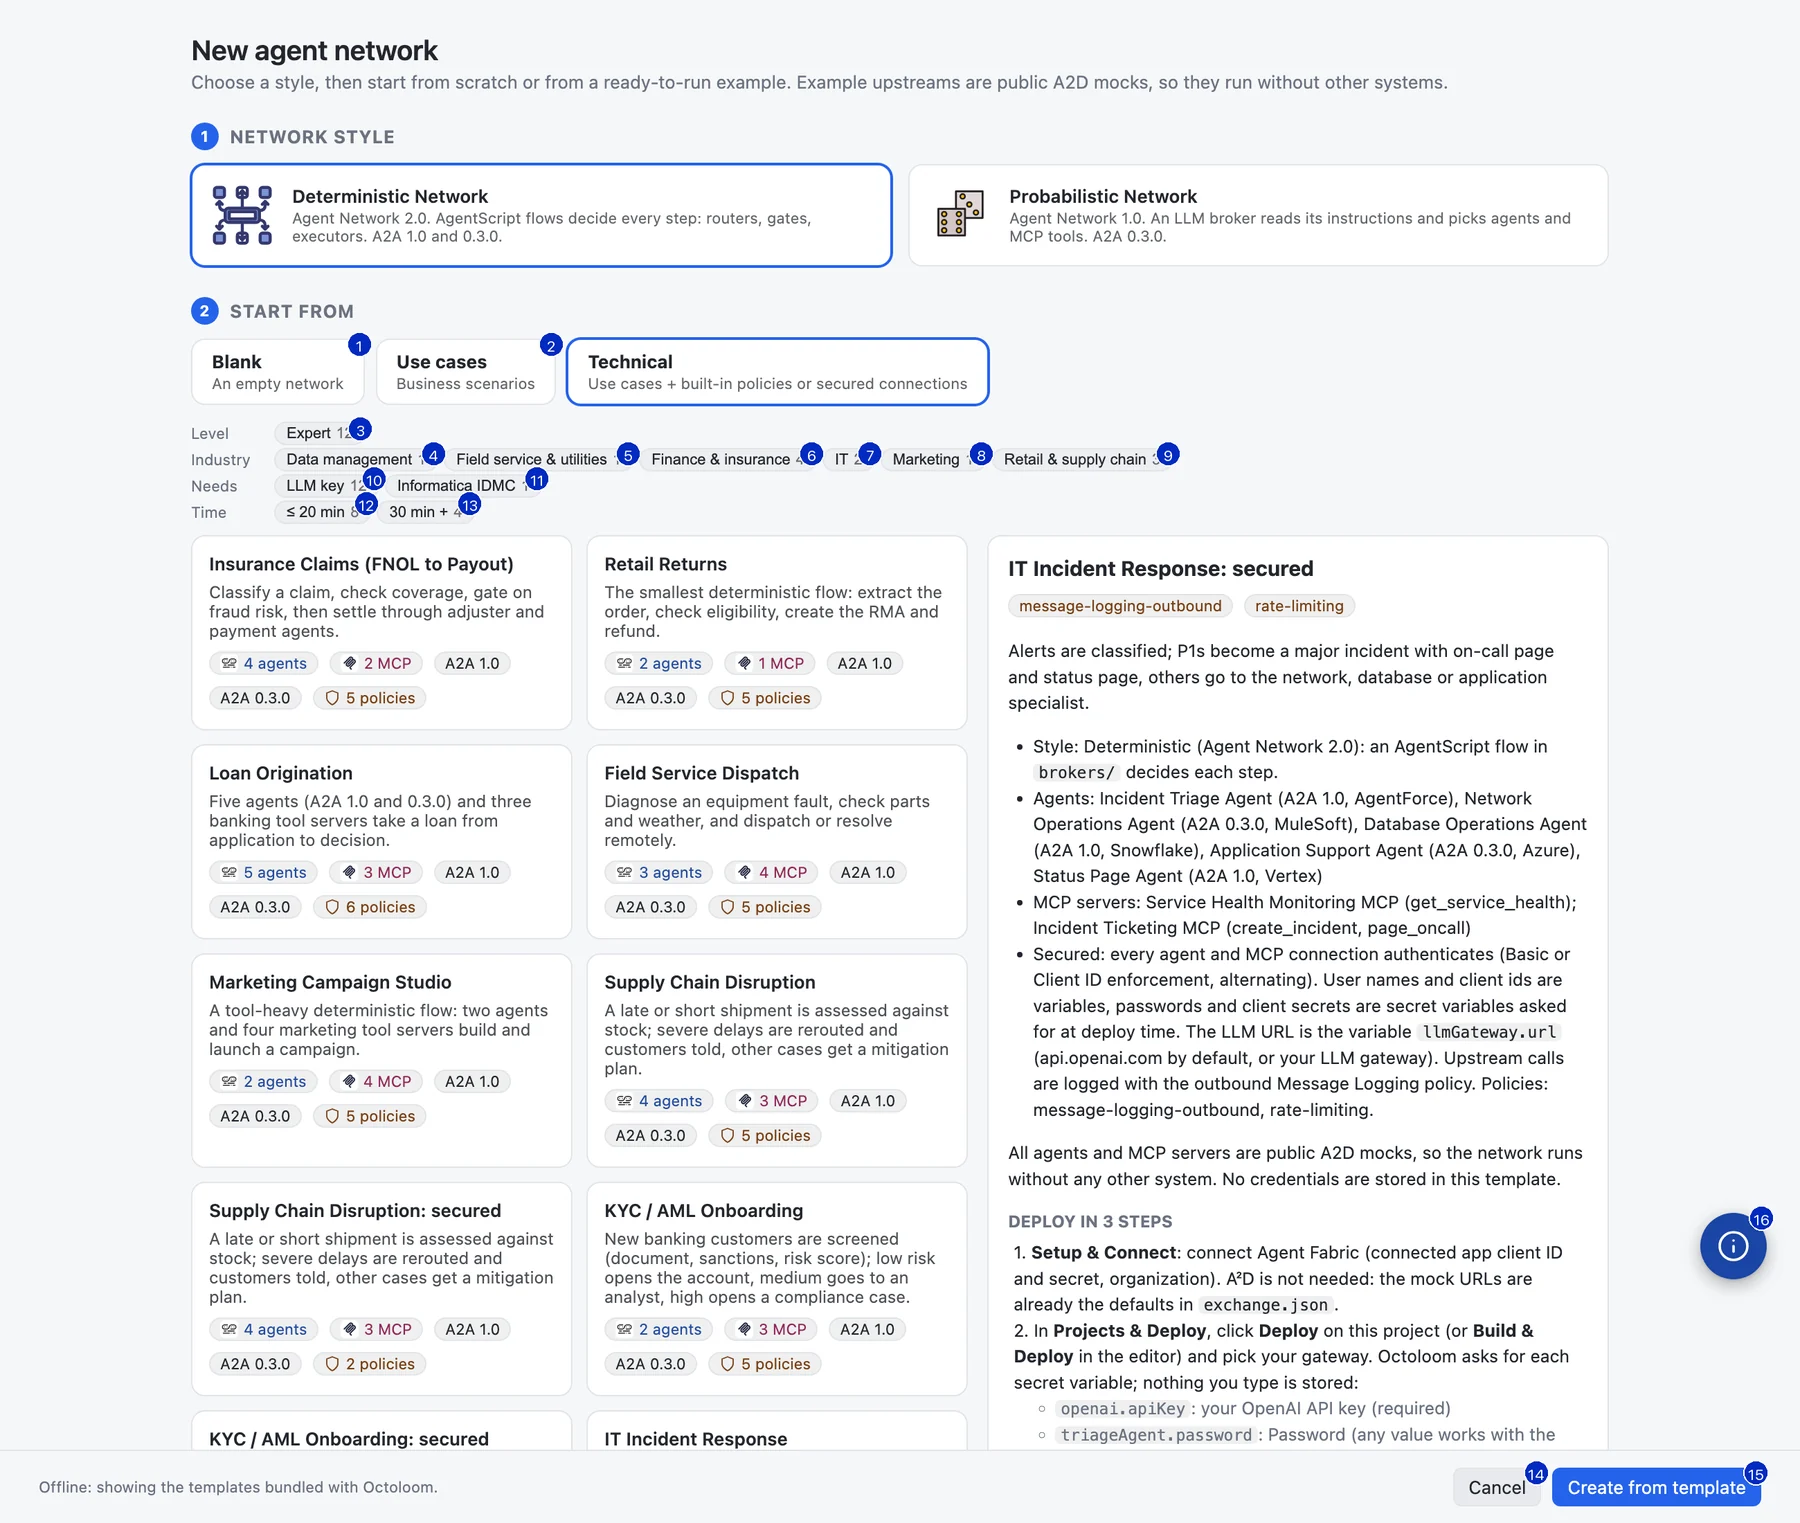 New agent network
Choose a style, then start from scratch or from a ready-to-run example. Example upstreams are public A2D mocks, so they run without other systems.
1 NETWORK STYLE
Deterministic Network
Agent Network 2.0. AgentScript flows decide every step: routers, gates,
executors. A2A 1.0 and 0.3.0.
Probabilistic Network
Agent Network 1.0. An LLM broker reads its instructions and picks agents and
MCP tools. A2A 0.3.0.
2 START FROM
Blank 1
An empty network
Use cases 2
Business scenarios
Technical
Use cases + built-in policies or secured connections
Level Expert 3
Industry Data management 4 Field service & utilities 5 Finance & insurance 6 IT 7 Marketing 8 Retail & supply chain 9
Needs LLM key 12 10 Informatica IDMC 11
Time ≤ 20 min 8 12 30 min + 4 13
Insurance Claims (FNOL to Payout)
Classify a claim, check coverage, gate on
fraud risk, then settle through adjuster and
payment agents.
4 agents 2 MCP A2A 1.0
A2A 0.3.0 5 policies
Retail Returns
The smallest deterministic flow: extract the
order, check eligibility, create the RMA and
refund.
2 agents 1 MCP A2A 1.0
A2A 0.3.0 5 policies
Loan Origination
Five agents (A2A 1.0 and 0.3.0) and three
banking tool servers take a loan from
application to decision.
5 agents 3 MCP A2A 1.0
A2A 0.3.0 6 policies
Field Service Dispatch
Diagnose an equipment fault, check parts
and weather, and dispatch or resolve
remotely.
3 agents 4 MCP A2A 1.0
A2A 0.3.0 5 policies
Marketing Campaign Studio
A tool-heavy deterministic flow: two agents
and four marketing tool servers build and
launch a campaign.
2 agents 4 MCP A2A 1.0
A2A 0.3.0 5 policies
Supply Chain Disruption
A late or short shipment is assessed against
stock; severe delays are rerouted and
customers told, other cases get a mitigation
plan.
4 agents 3 MCP A2A 1.0
A2A 0.3.0 5 policies
Supply Chain Disruption: secured
A late or short shipment is assessed against
stock; severe delays are rerouted and
customers told, other cases get a mitigation
plan.
4 agents 3 MCP A2A 1.0
A2A 0.3.0 2 policies
KYC / AML Onboarding
New banking customers are screened
(document, sanctions, risk score); low risk
opens the account, medium goes to an
analyst, high opens a compliance case.
2 agents 3 MCP A2A 1.0
A2A 0.3.0 5 policies
KYC / AML Onboarding: secured
IT Incident Response
IT Incident Response: secured
message-logging-outbound rate-limiting
Alerts are classified; P1s become a major incident with on-call page
and status page, others go to the network, database or application
specialist.
• Style: Deterministic (Agent Network 2.0): an AgentScript flow in
brokers/ decides each step.
• Agents: Incident Triage Agent (A2A 1.0, AgentForce), Network
Operations Agent (A2A 0.3.0, MuleSoft), Database Operations Agent
(A2A 1.0, Snowflake), Application Support Agent (A2A 0.3.0, Azure),
Status Page Agent (A2A 1.0, Vertex)
• MCP servers: Service Health Monitoring MCP (get_service_health);
Incident Ticketing MCP (create_incident, page_oncall)
• Secured: every agent and MCP connection authenticates (Basic or
Client ID enforcement, alternating). User names and client ids are
variables, passwords and client secrets are secret variables asked
for at deploy time. The LLM URL is the variable llmGateway.url
(api.openai.com by default, or your LLM gateway). Upstream calls
are logged with the outbound Message Logging policy. Policies:
message-logging-outbound, rate-limiting.
All agents and MCP servers are public A2D mocks, so the network runs
without any other system. No credentials are stored in this template.
DEPLOY IN 3 STEPS
1. Setup & Connect: connect Agent Fabric (connected app client ID
and secret, organization). A²D is not needed: the mock URLs are
already the defaults in exchange.json.
2. In Projects & Deploy, click Deploy on this project (or Build &
Deploy in the editor) and pick your gateway. Octoloom asks for each
secret variable; nothing you type is stored:
◦ openai.apiKey: your OpenAI API key (required)
◦ triageAgent.password: Password (any value works with the
16
Offline: showing the templates bundled with Octoloom.
Cancel 14
Create from template 15